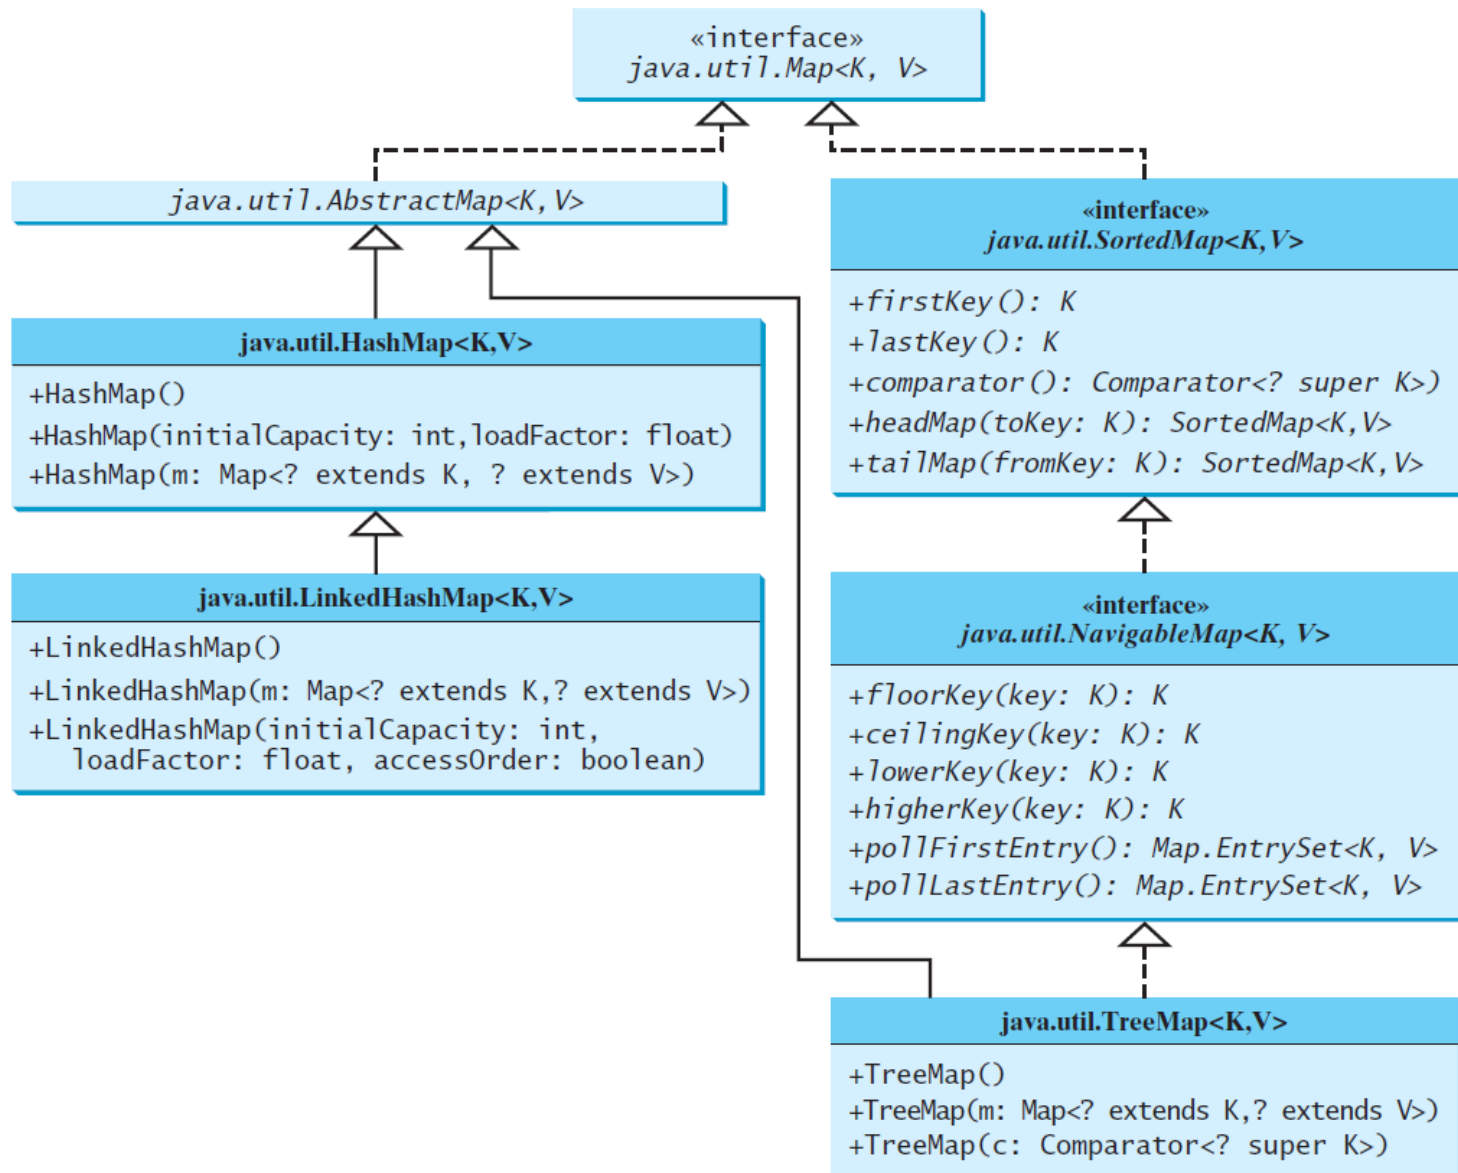 «interface»
java.util.Map<K, V>
java.util.AbstractMap<K,V>
«interface»
java.util.SortedMap<K,V>
+firstKey(): K
+lastKey(): K
+comparator(): Comparator<? super K>)
+headMap(toKey: K): SortedMap<K,V>
+tailMap(fromKey: K): SortedMap<K,V>
java.util.HashMap<K,V>
+HashMap()
+HashMap(initialCapacity: int,loadFactor: float)
+HashMap(m: Map<? extends K, ? extends V>)
java.util.LinkedHashMap<K,V>
+LinkedHashMap()
+LinkedHashMap(m: Map<? extends K,? extends V>)
+LinkedHashMap(initialCapacity: int,
loadFactor: float, accessOrder: boolean)
«interface»
java.util.NavigableMap<K, V>
+floorKey(key: K): K
+ceilingKey(key: K): K
+lowerKey(key: K): K
+higherKey(key: K): K
+pollFirstEntry(): Map.EntrySet<K, V>
+pollLastEntry(): Map.EntrySet<K, V>
java.util.TreeMap<K,V>
+TreeMap()
+TreeMap(m: Map<? extends K,? extends V>)
+TreeMap(c: Comparator<? super K>)